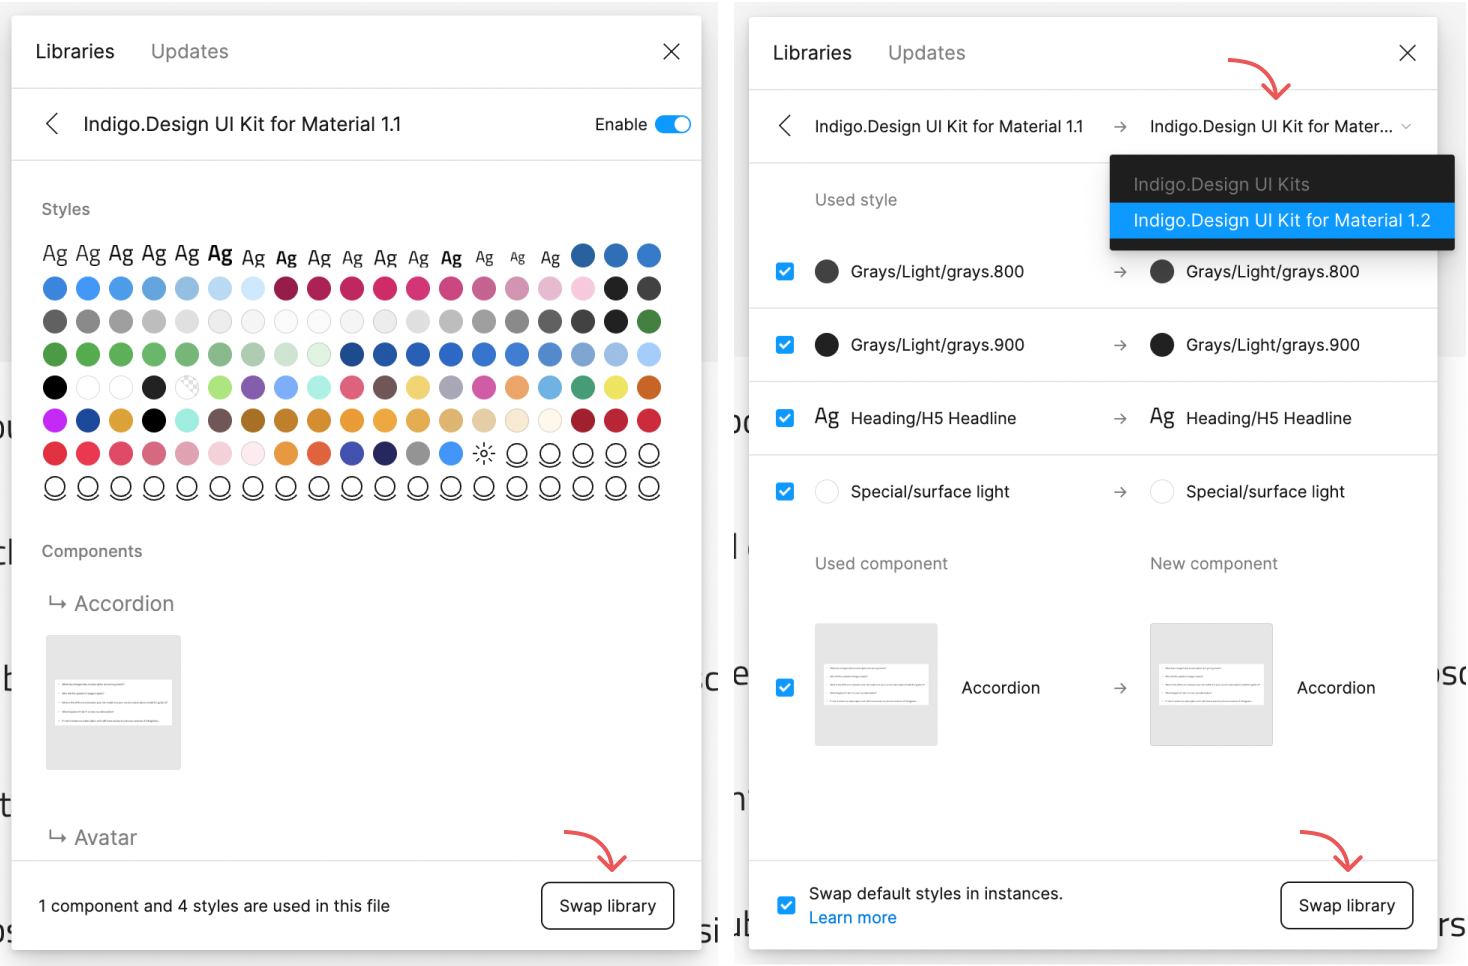 Libraries
Updates
Indigo.Design UI Kit for Material 1.1
Enable
Styles
Ag Ag Ag Ag Ag Ag Ag Ag Ag Ag Ag Ag Ag Ag Ag Ag
Components
Accordion
Avatar
1 component and 4 styles are used in this file
Swap library
Libraries
Updates
Indigo.Design UI Kit for Material 1.1
Indigo.Design UI Kit for Mater...
Indigo.Design UI Kits
Indigo.Design UI Kit for Material 1.2
Used style
Grays/Light/grays.800
Grays/Light/grays.800
Grays/Light/grays.900
Grays/Light/grays.900
Ag Heading/H5 Headline
Ag Heading/H5 Headline
Special/surface light
Special/surface light
Used component
New component
Accordion
Accordion
Swap default styles in instances.
Learn more
Swap library